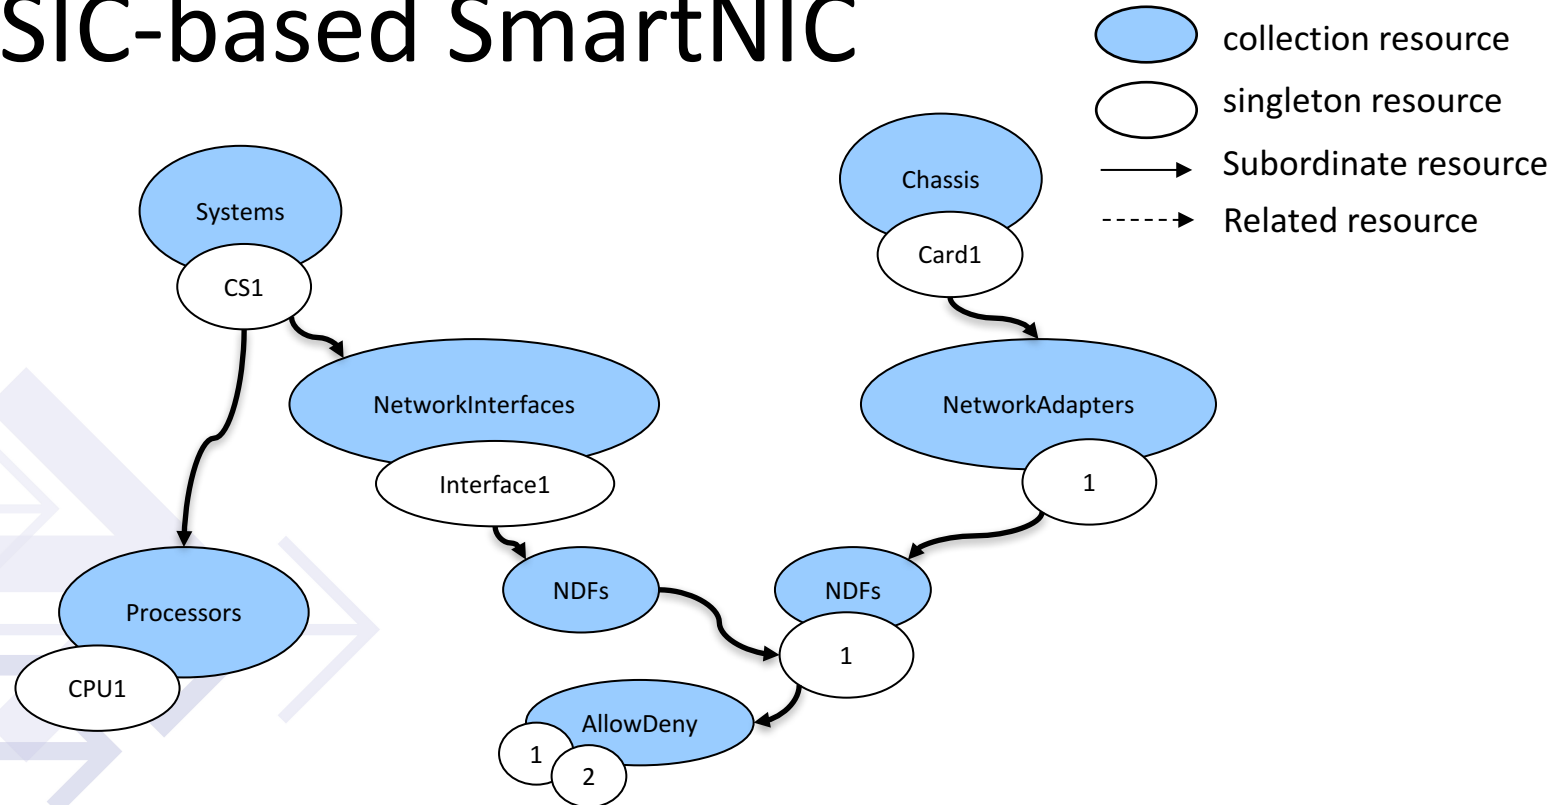 SIC-based SmartNIC
collection resource
singleton resource
Subordinate resource
Related resource
Systems
CS1
Chassis
Card1
NetworkInterfaces
Interface1
NetworkAdapters
1
Processors
CPU1
NDFs
NDFs
1
AllowDeny
1
2